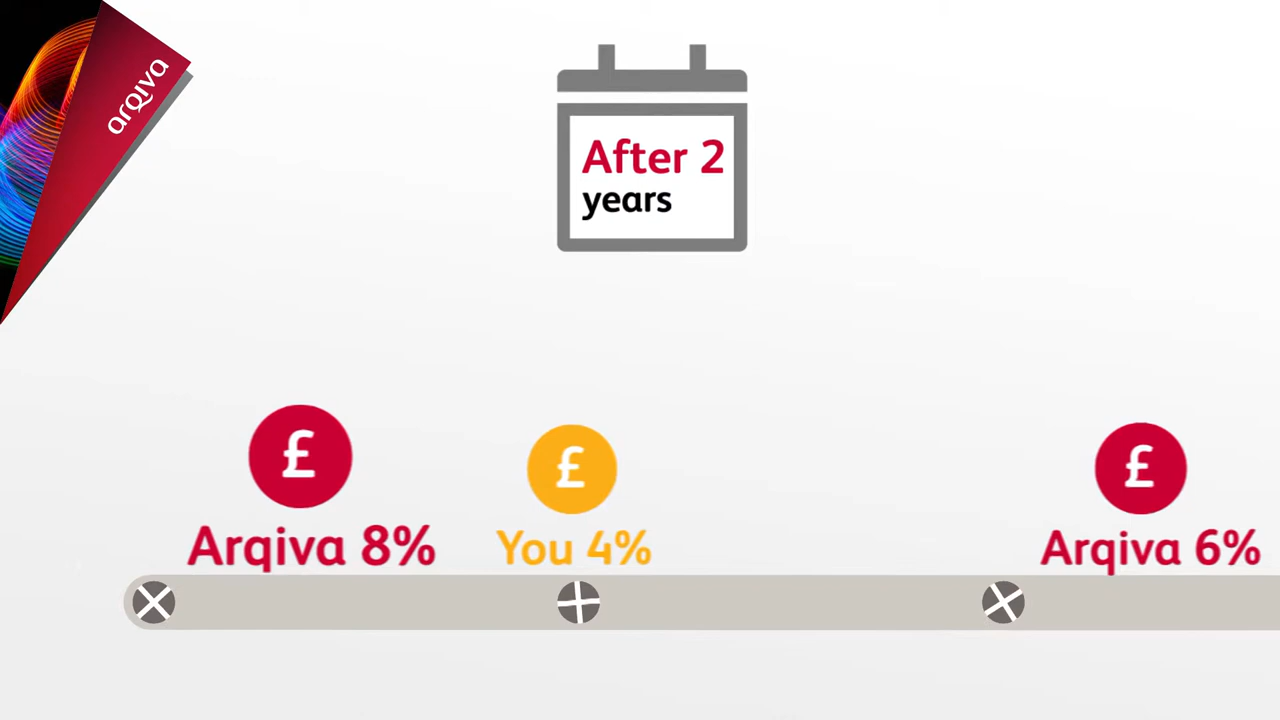 arqiva
After 2
years
£
£
£
Arqiva 8%
You 4%
Arqiva 6%